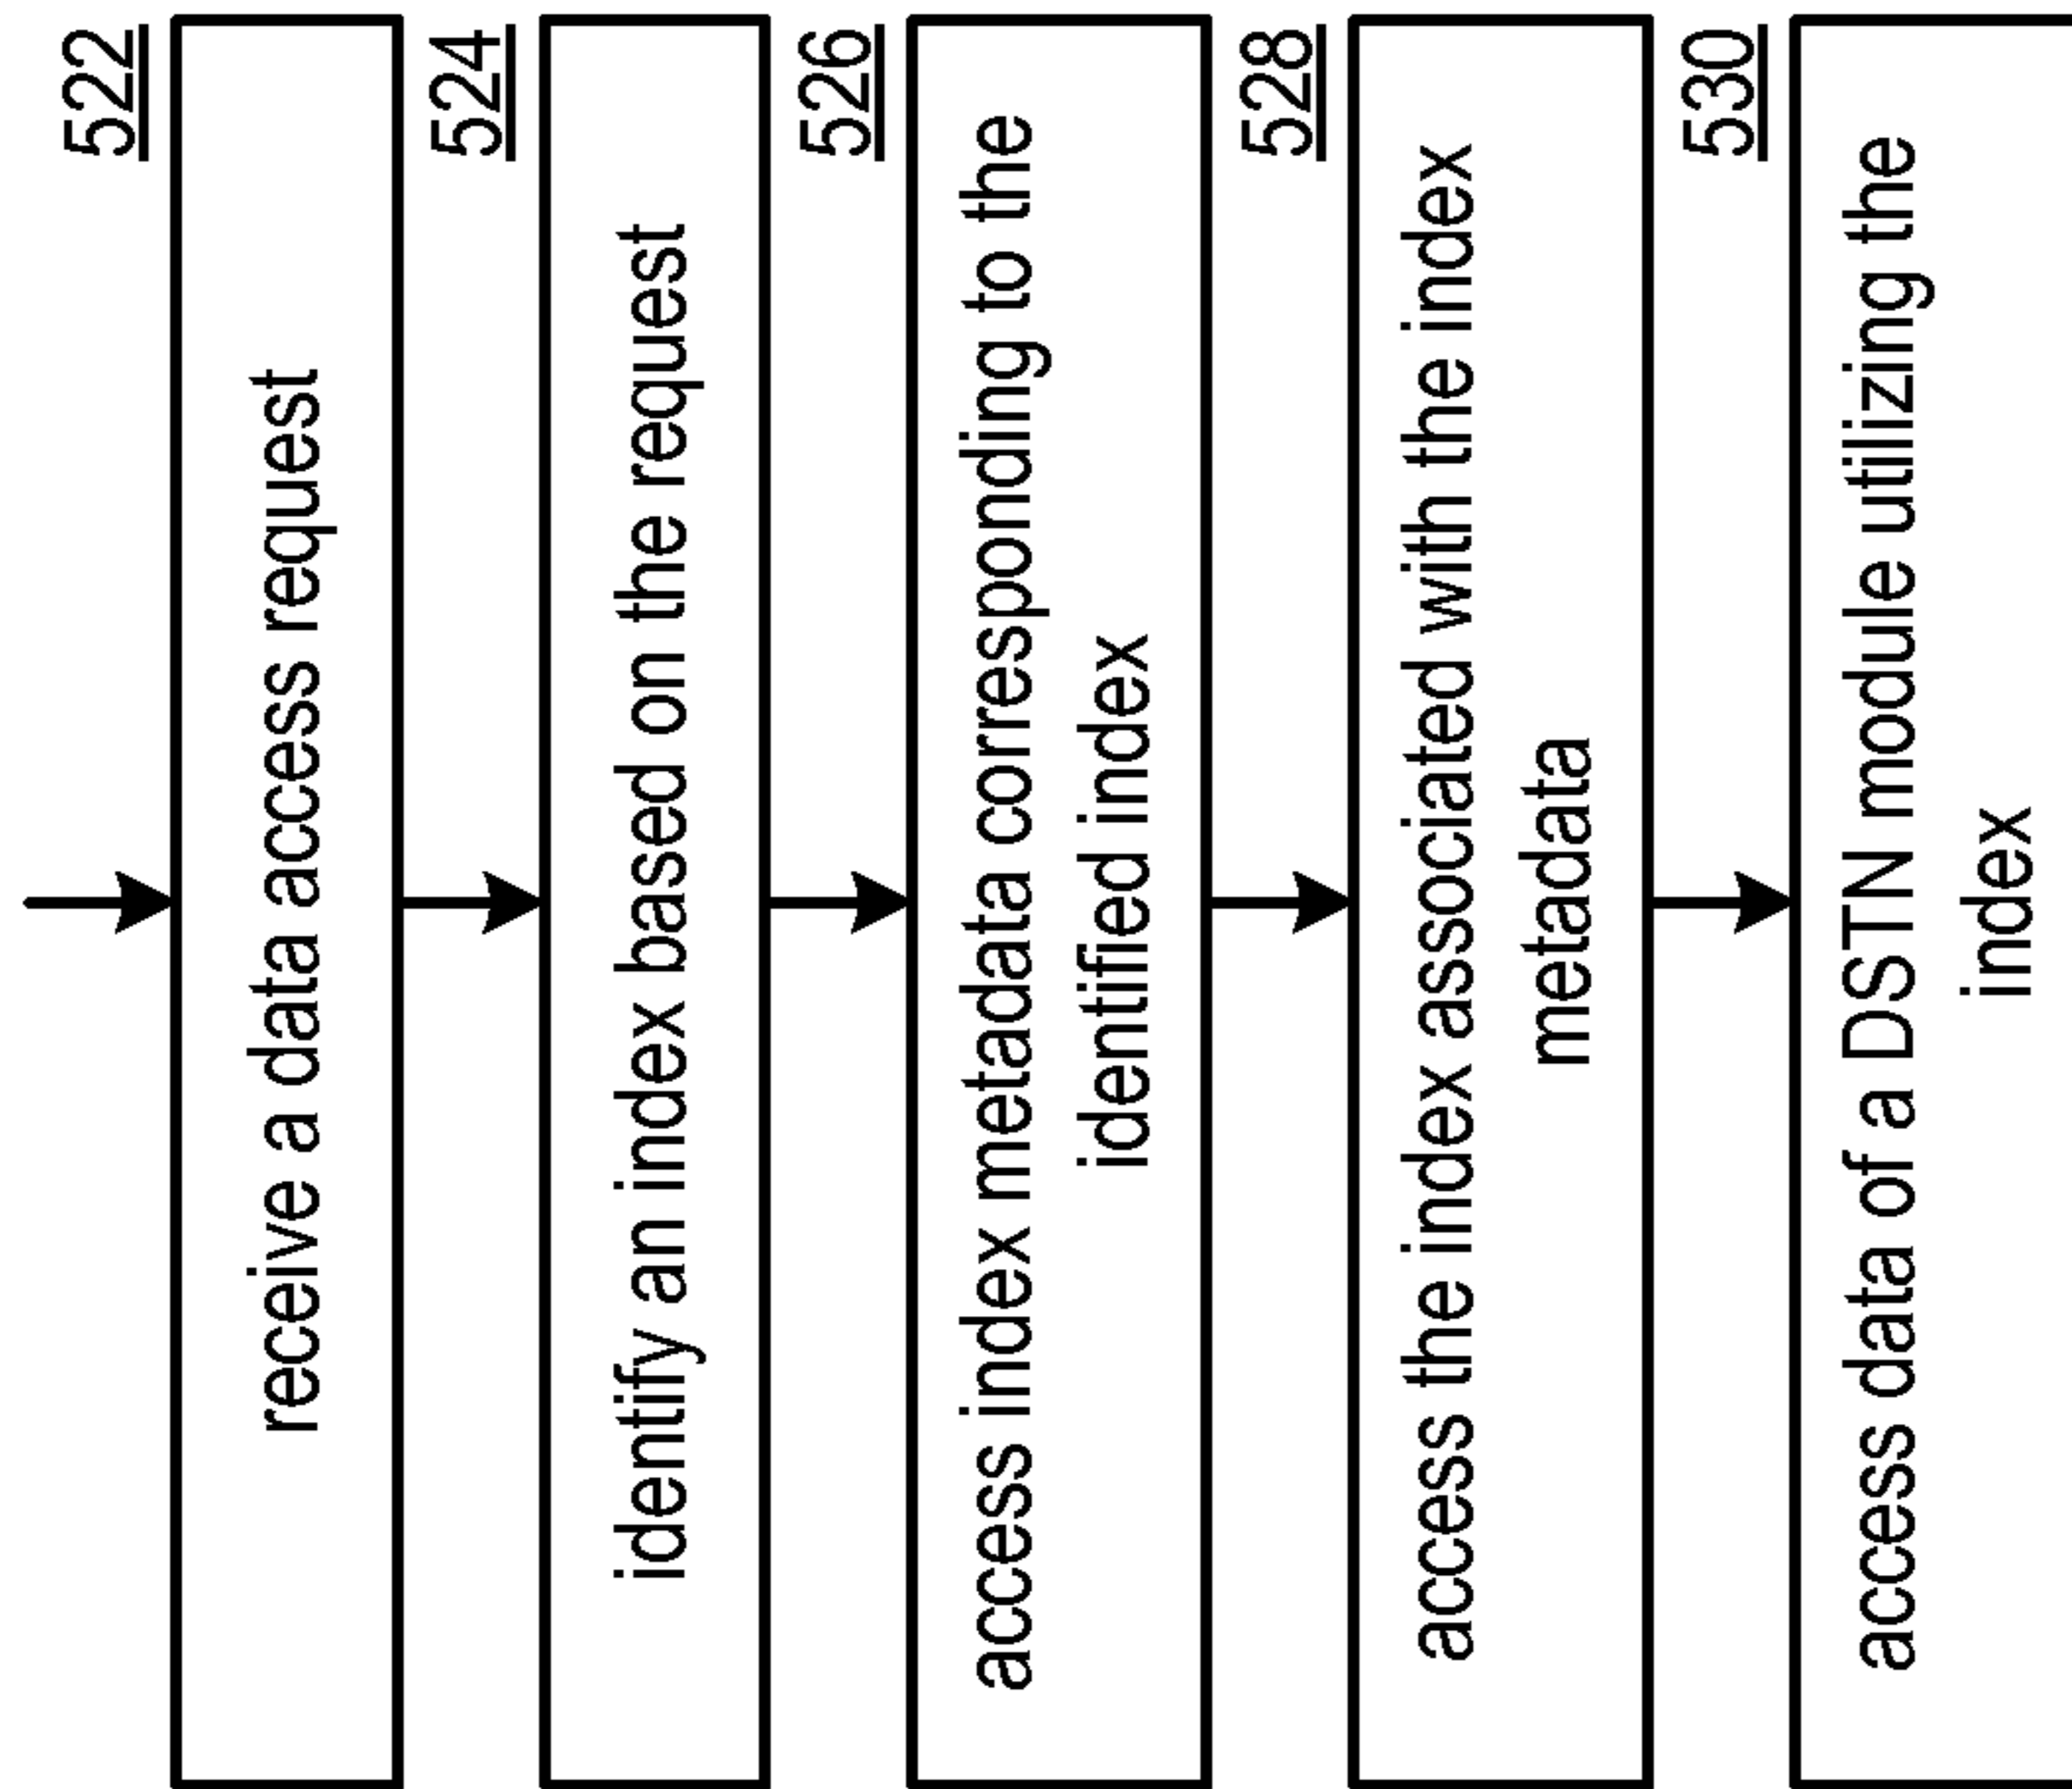 522
receive a data access request
524
identify an index based on the request
526
access index metadata corresponding to the
identified index
528
access the index associated with the index
metadata
530
access data of a DSTN module utilizing the
index